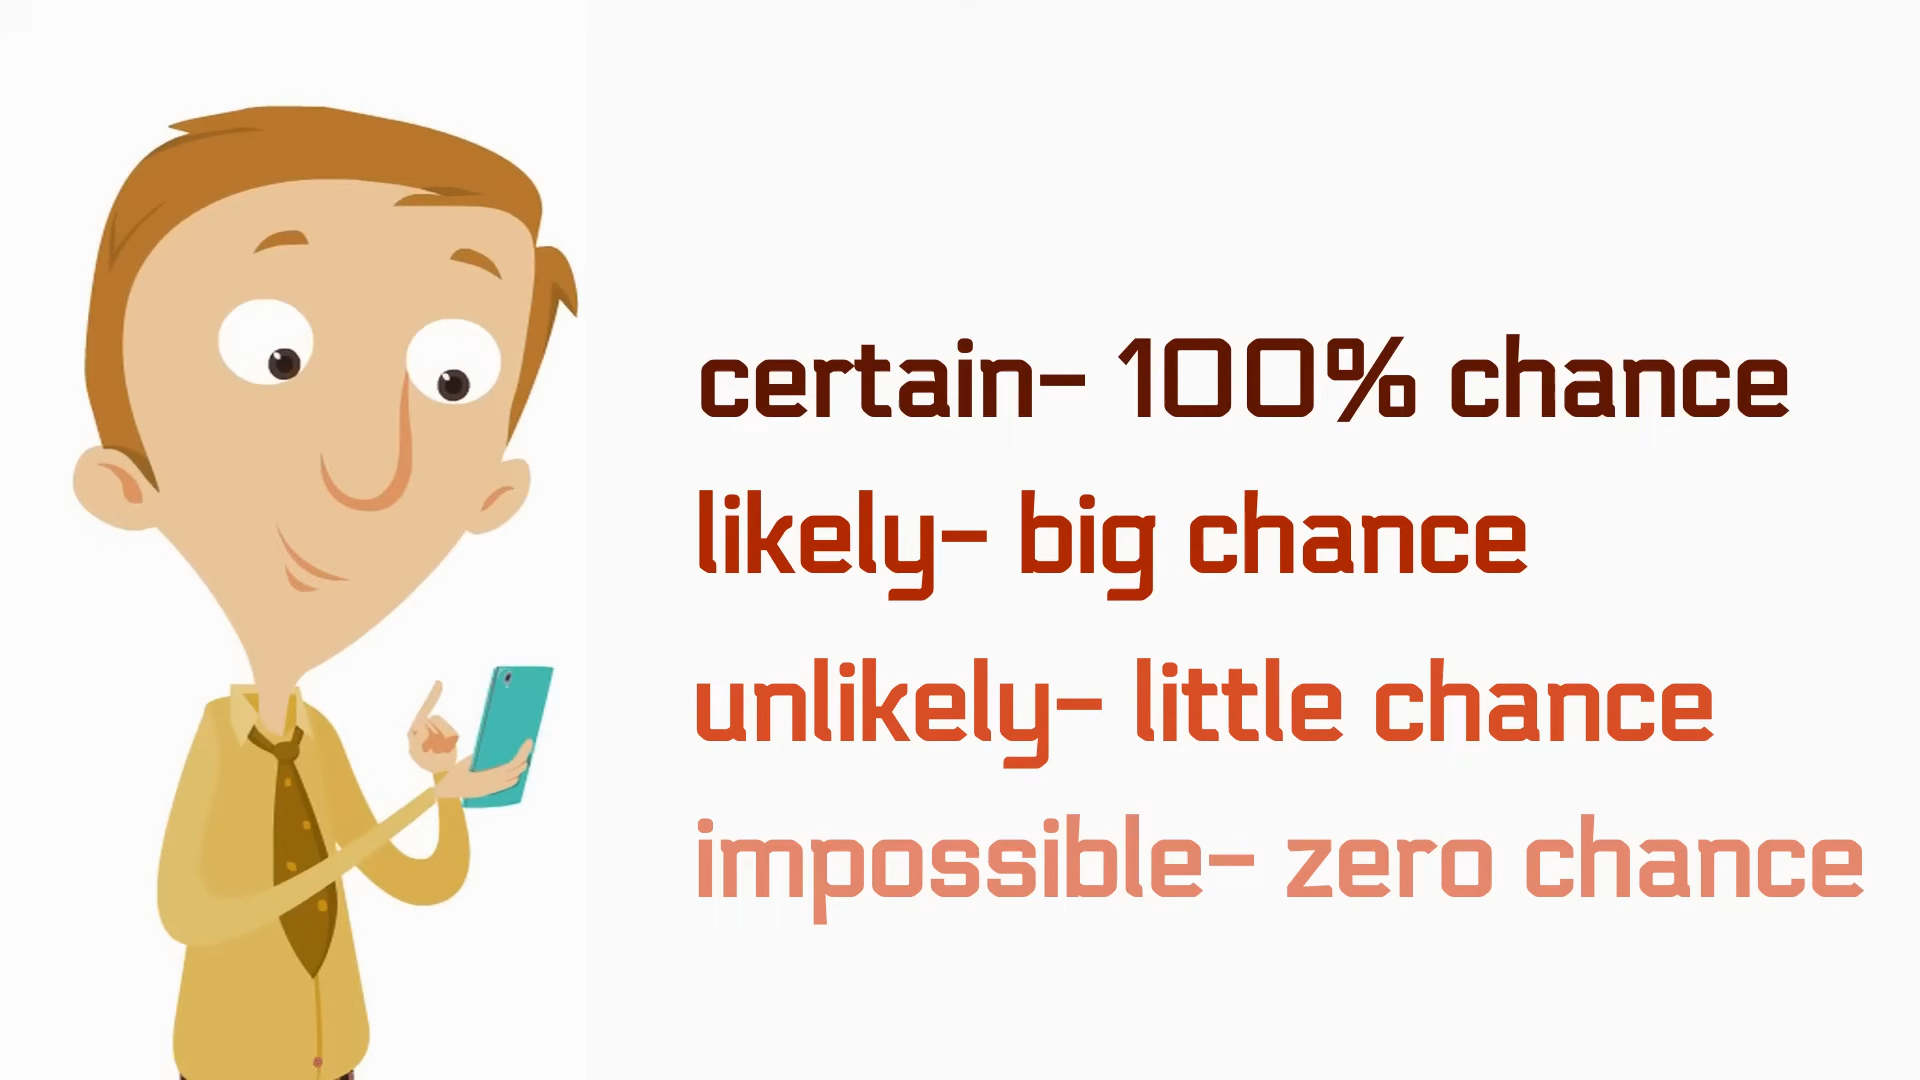 certain- 100% chance
likely- big chance
unlikely- little chance
impossible- zero chance